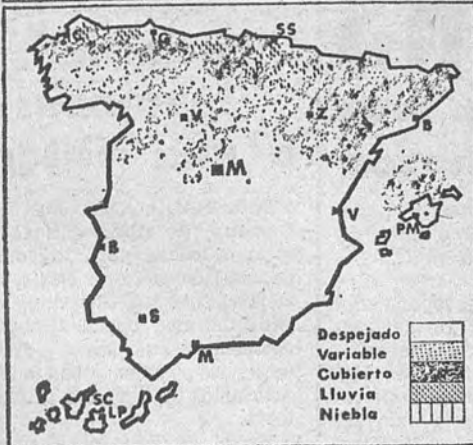 C
G
SS
V
Z
B
M
V
PM
B
S
M
SC
LP
Despejado
Variable
Cubierto
Lluvia
Niebla